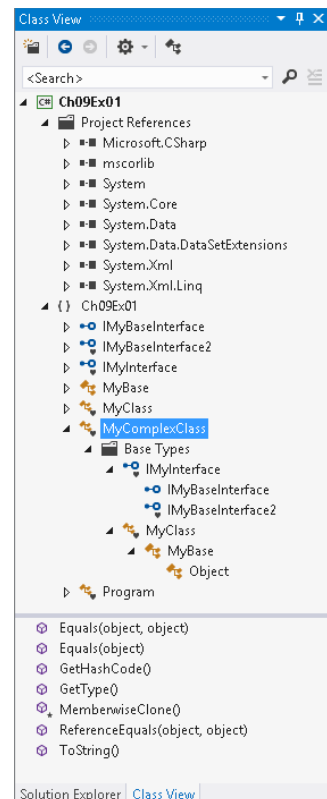 Class View
<Search>
C# Ch09Ex01
Project References
Microsoft.CSharp
mscorlib
System
System.Core
System.Data
System.Data.DataSetExtensions
System.Xml
System.Xml.Linq
{} Ch09Ex01
IMyBaseInterface
IMyBaseInterface2
IMyInterface
MyBase
MyClass
MyComplexClass
Base Types
IMyInterface
IMyBaseInterface
IMyBaseInterface2
MyClass
MyBase
Object
Program
Equals(object, object)
Equals(object)
GetHashCode()
GetType()
MemberwiseClone()
ReferenceEquals(object, object)
ToString()
Solution Explorer Class View